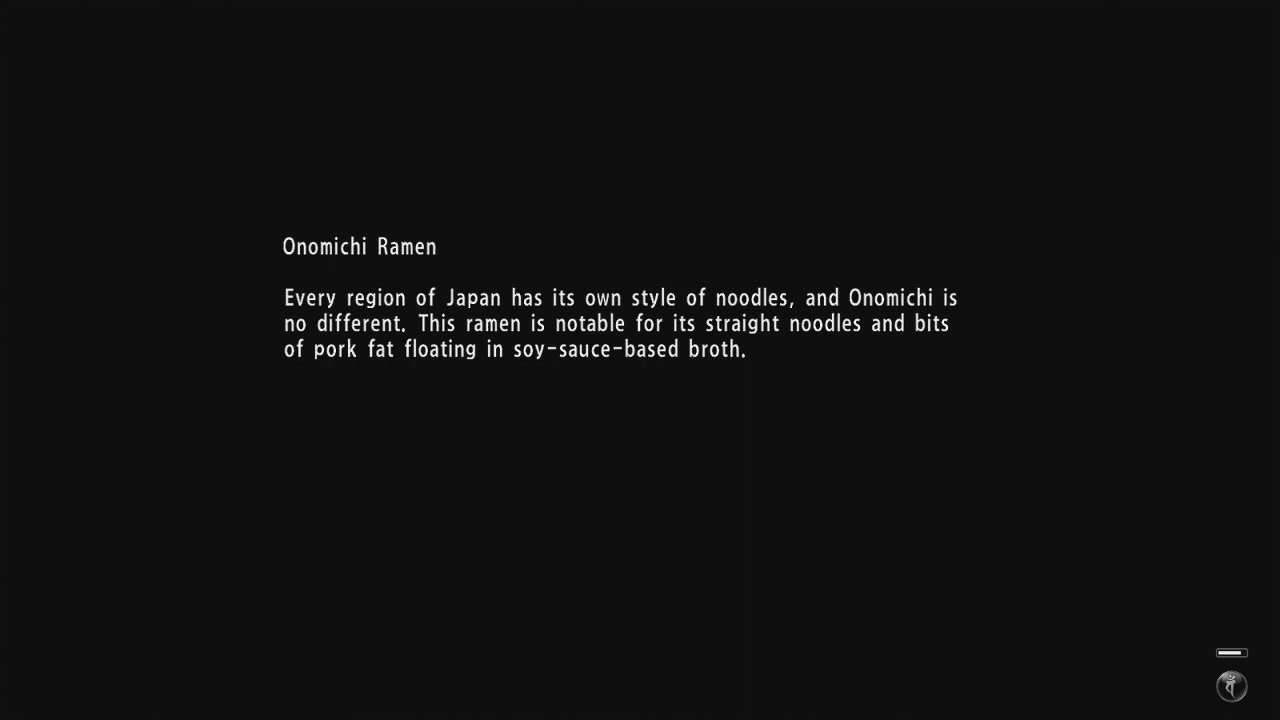 Onomichi Ramen
Every region of Japan has its own style of noodles, and Onomichi is
no different. This ramen is notable for its straight noodles and bits
of pork fat floating in soy-sauce-based broth.